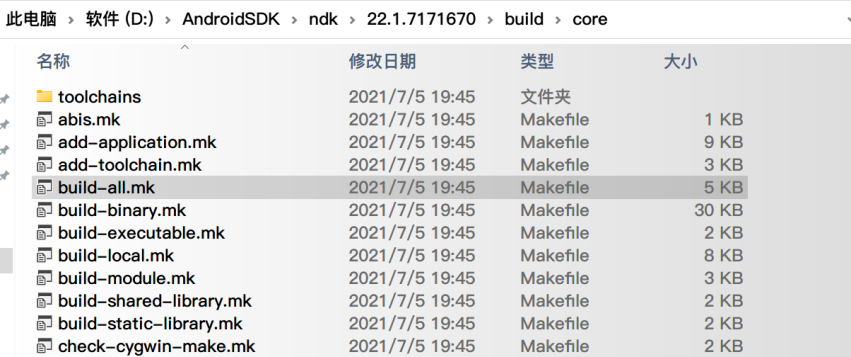 此电脑 › 软件 (D:) › AndroidSDK › ndk › 22.1.7171670 › build › core
名称 修改日期 类型 大小
toolchains 2021/7/5 19:45 文件夹
abis.mk 2021/7/5 19:45 Makefile 1 KB
add-application.mk 2021/7/5 19:45 Makefile 9 KB
add-toolchain.mk 2021/7/5 19:45 Makefile 3 KB
build-all.mk 2021/7/5 19:45 Makefile 5 KB
build-binary.mk 2021/7/5 19:45 Makefile 30 KB
build-executable.mk 2021/7/5 19:45 Makefile 2 KB
build-local.mk 2021/7/5 19:45 Makefile 8 KB
build-module.mk 2021/7/5 19:45 Makefile 3 KB
build-shared-library.mk 2021/7/5 19:45 Makefile 2 KB
build-static-library.mk 2021/7/5 19:45 Makefile 2 KB
check-cygwin-make.mk 2021/7/5 19:45 Makefile 2 KB